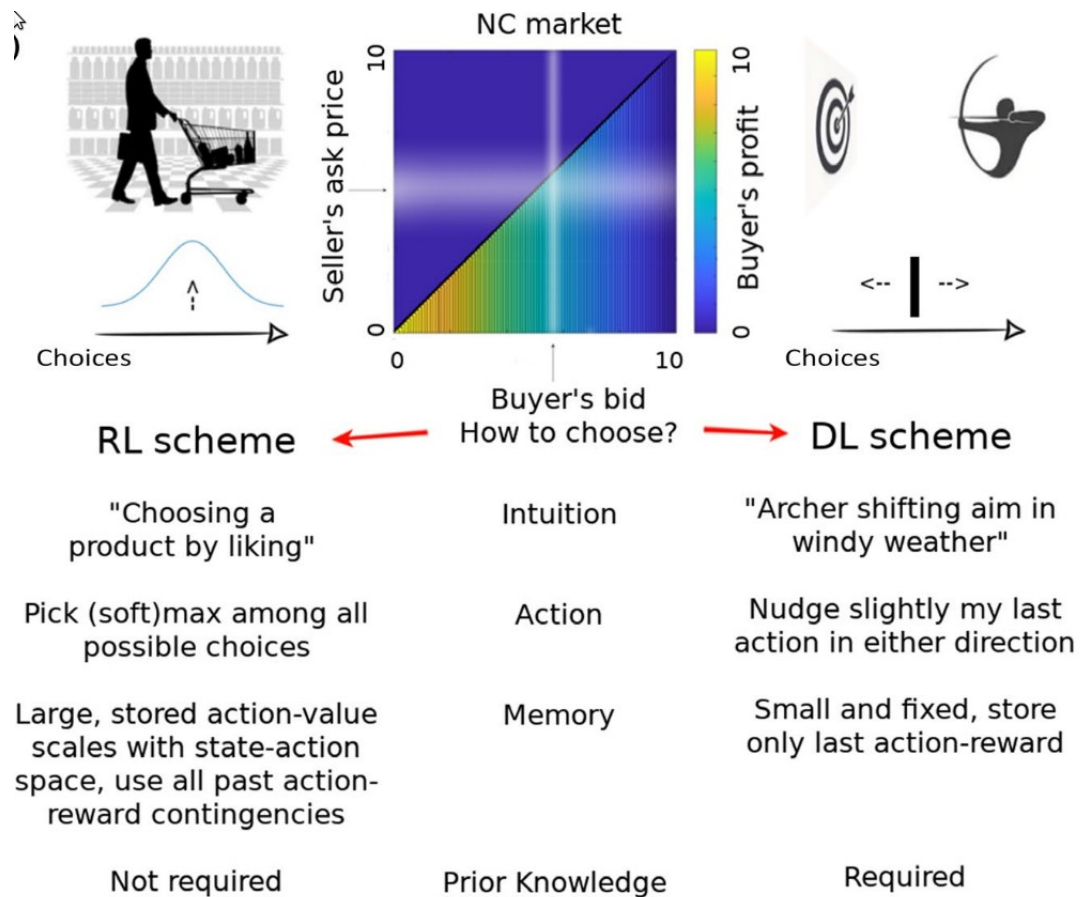 )
NC market
Seller's ask price
10
0
0
10
Buyer's profit
10
0
Choices
<-- -->
Choices
Buyer's bid
How to choose?
RL scheme
DL scheme
"Choosing a
product by liking"
Intuition
"Archer shifting aim in
windy weather"
Pick (soft)max among all
possible choices
Action
Nudge slightly my last
action in either direction
Large, stored action-value
scales with state-action
space, use all past action-
reward contingencies
Memory
Small and fixed, store
only last action-reward
Not required
Prior Knowledge
Required